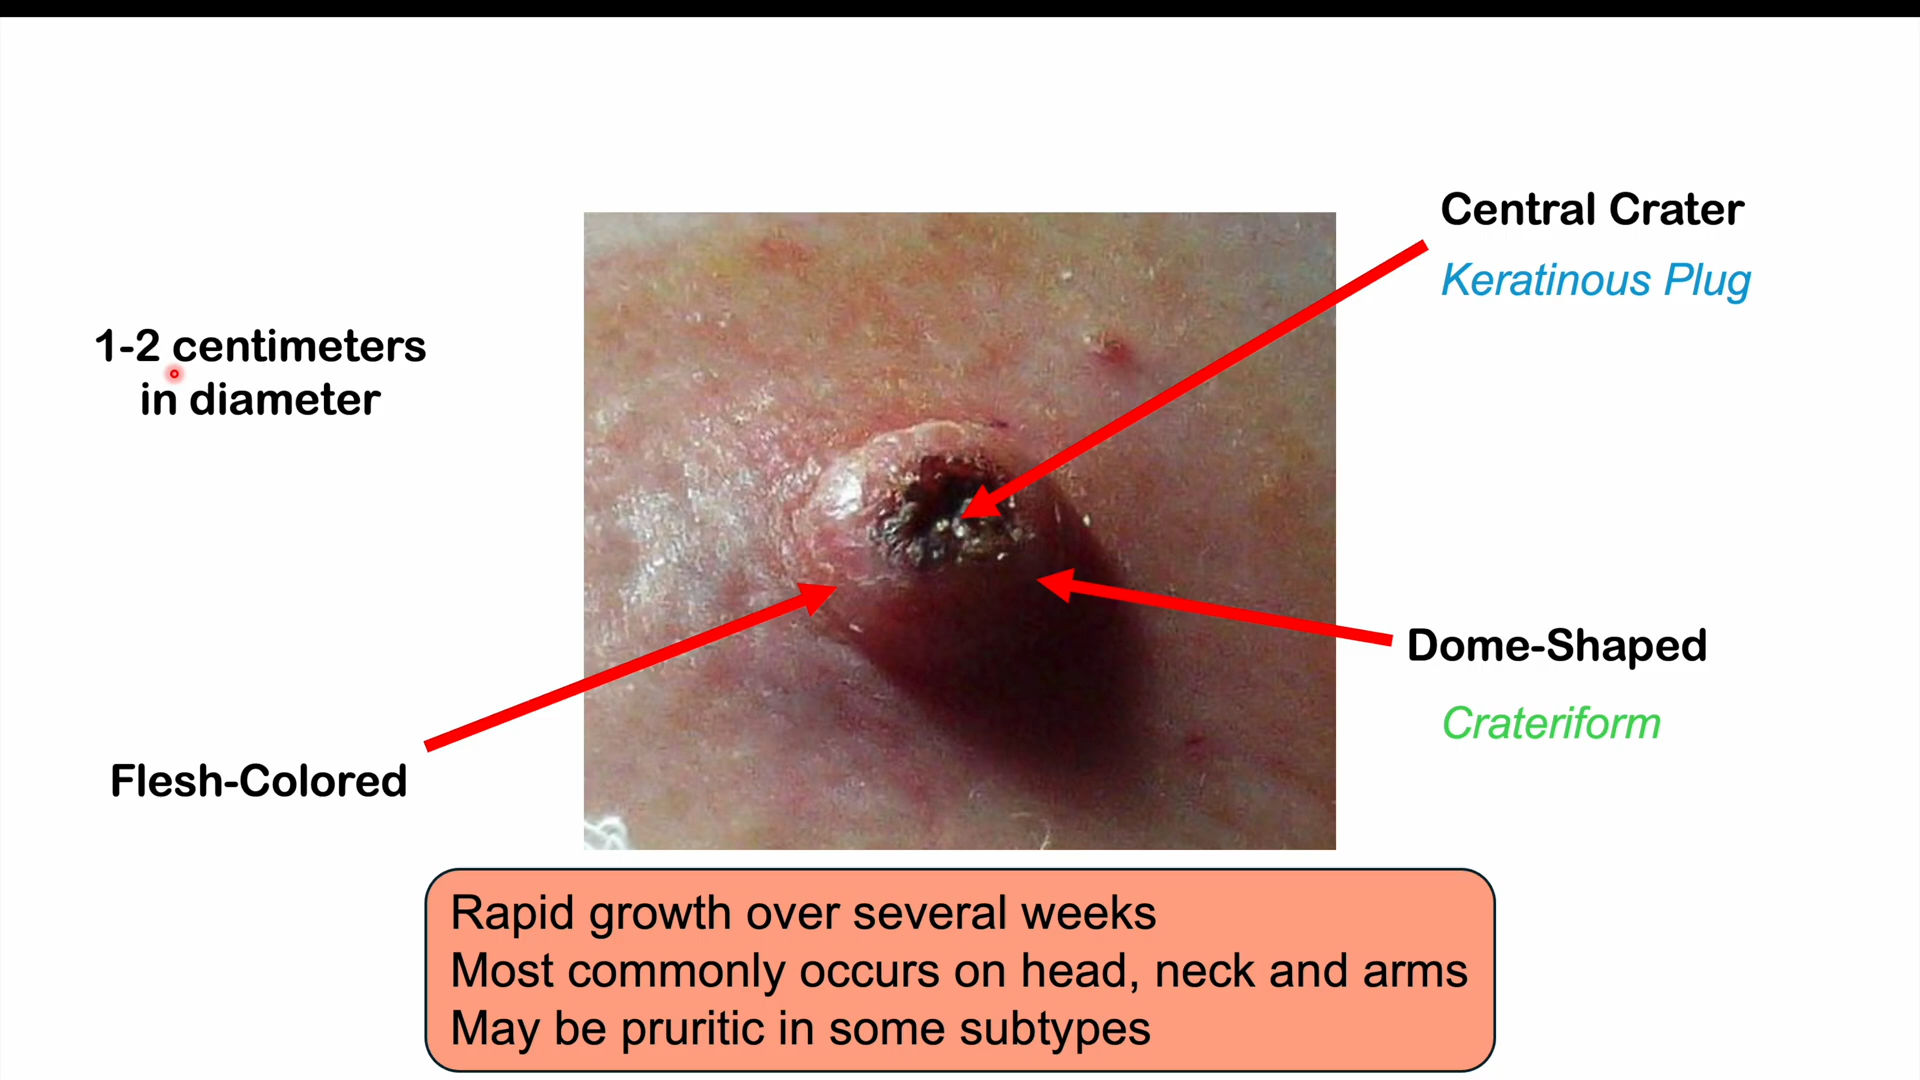 Central Crater
Keratinous Plug
1-2 centimeters
in diameter
Dome-Shaped
Crateriform
Flesh-Colored
Rapid growth over several weeks
Most commonly occurs on head, neck and arms
May be pruritic in some subtypes